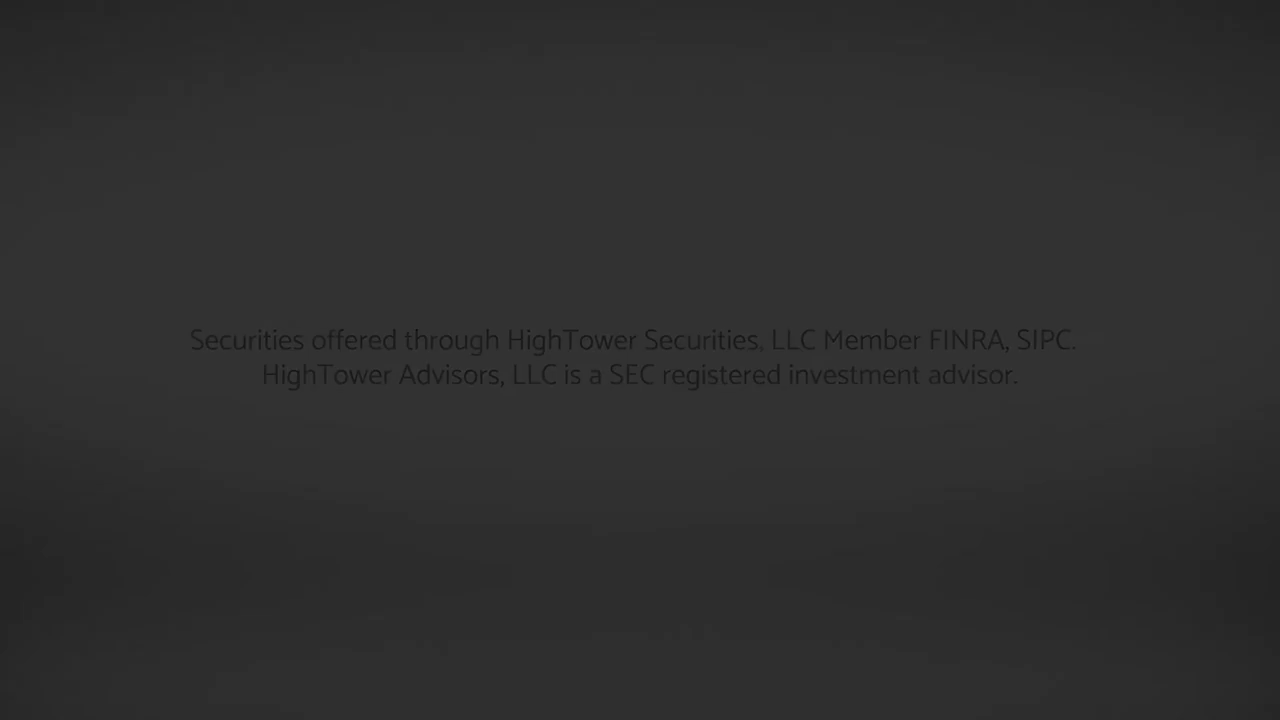 Securities offered through HighTower Securities, LLC Member FINRA, SIPC.
HighTower Advisors, LLC is a SEC registered investment advisor.